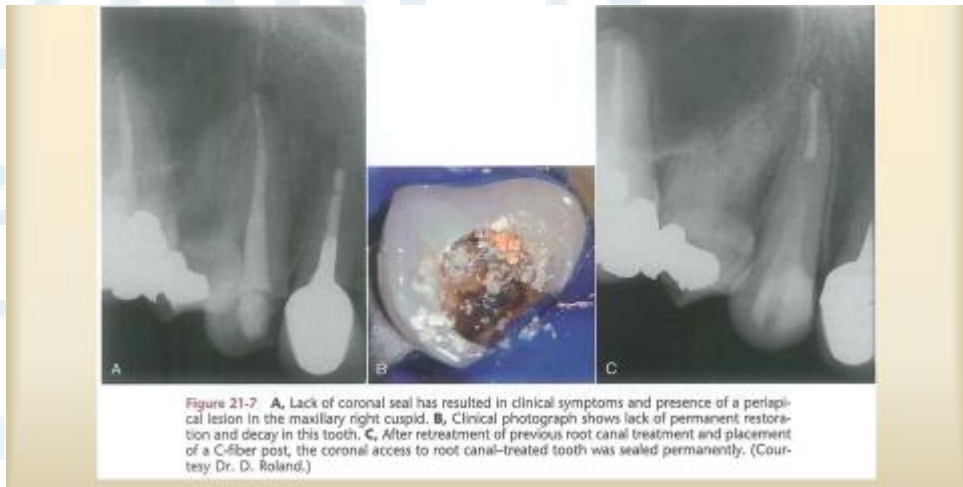 A
B
C
Figure 21-7 A, Lack of coronal seal has resulted in clinical symptoms and presence of a periapi-
cal lesion in the maxillary right cuspid. B, Clinical photograph shows lack of permanent restora-
tion and decay in this tooth. C, After retreatment of previous root canal treatment and placement
of a C-fiber post, the coronal access to root canal–treated tooth was sealed permanently. (Cour-
tesy Dr. D. Roland.)